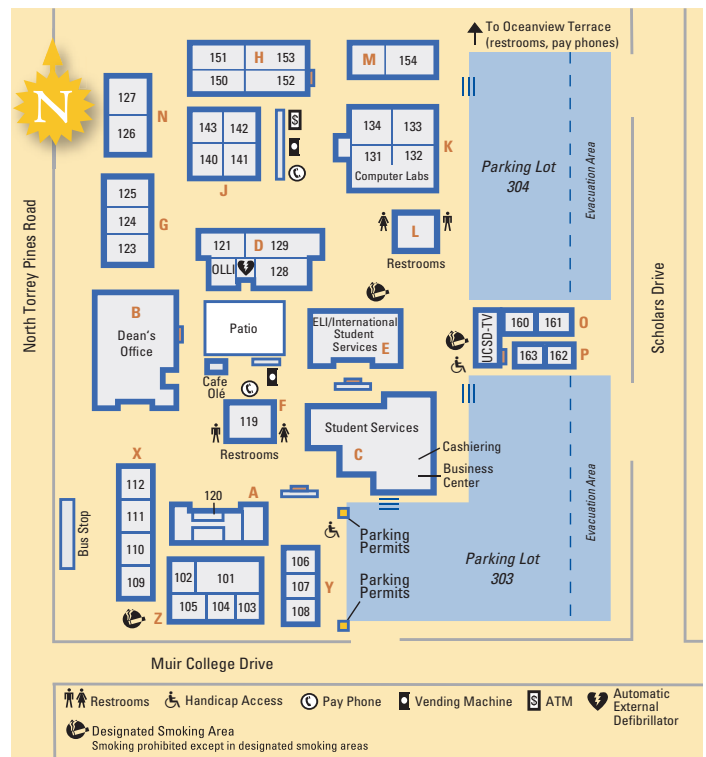 To Oceanview Terrace
(restrooms, pay phones)
N
151
H
153
150
152
M
154
127
126
N
143
142
140
141
J
$
134
133
131
132
Computer Labs
K
Parking Lot
304
Evacuation Area
125
124
123
G
121
D
129
OLLI
128
L
Restrooms
North Torrey Pines Road
Scholars Drive
B
Dean's
Office
Patio
ELI/International
Student
Services
E
UCSD-TV
160
161
O
163
162
P
Cafe
Olé
F
119
Restrooms
Student Services
C
Cashiering
Business
Center
X
112
111
110
109
Bus Stop
120
A
Parking
Permits
Parking
Permits
Parking Lot
303
Evacuation Area
102
101
105
104
103
Z
106
107
108
Y
Muir College Drive
Restrooms
Handicap Access
Pay Phone
Vending Machine
$
ATM
Automatic
External
Defibrillator
Designated Smoking Area
Smoking prohibited except in designated smoking areas